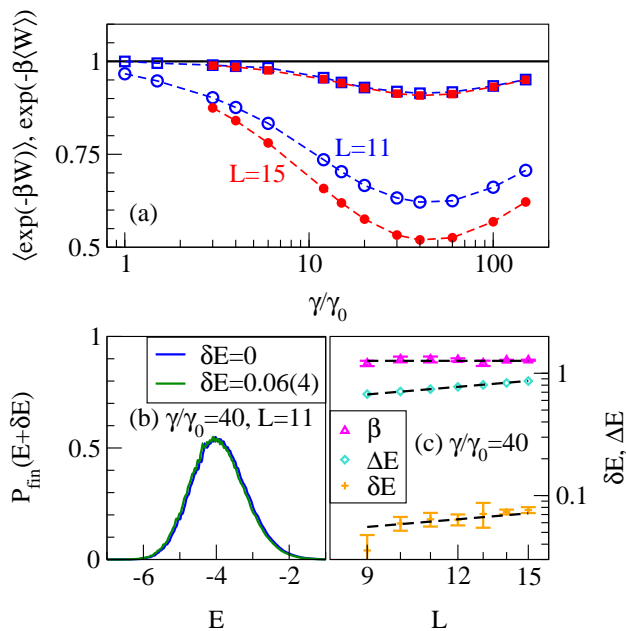 ⟨exp(-βW)⟩, exp(-β⟨W⟩)
1
0.75
0.5
L=11
L=15
(a)
1
10
100
γ/γ₀
P_fin(E+δE)
1
0.5
0
δE=0
δE=0.06(4)
(b) γ/γ₀=40, L=11
-6
-4
-2
E
(c) γ/γ₀=40
β
ΔE
δE
1
0.1
δE, ΔE
9
12
15
L